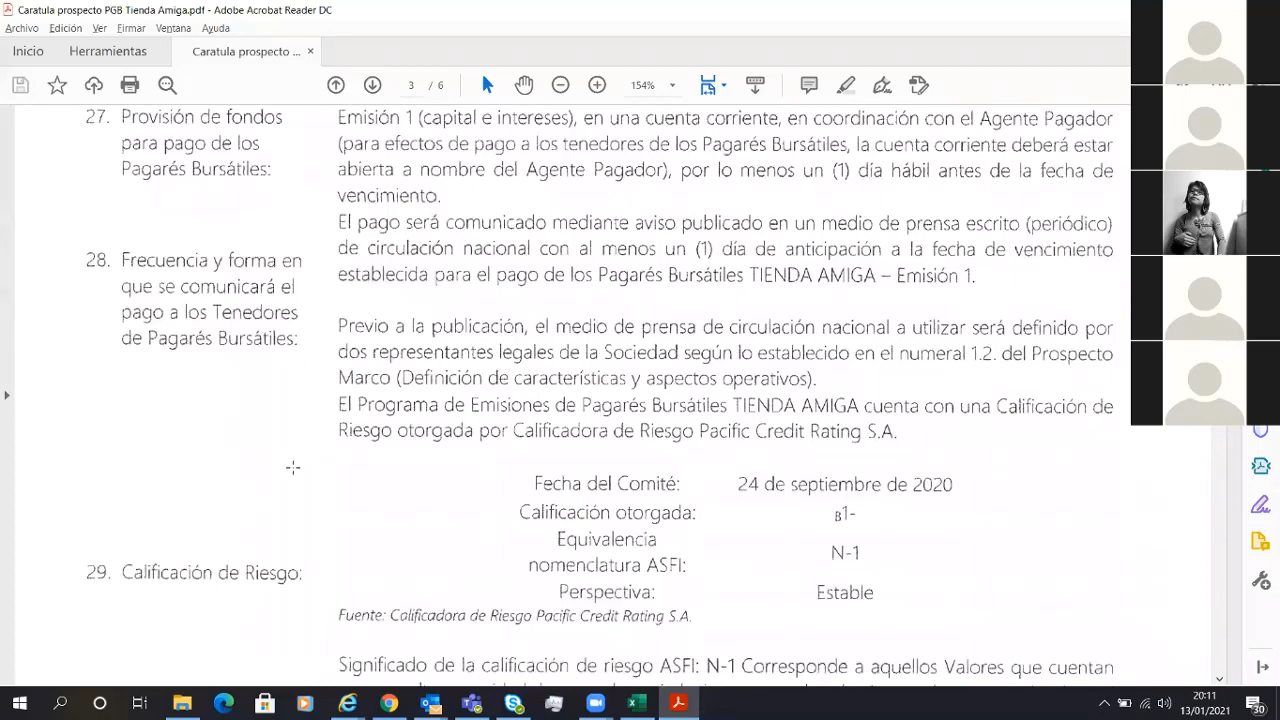 Caratula prospecto PGB Tienda Amiga.pdf - Adobe Acrobat Reader DC
Archivo Edición Ver Firmar Ventana Ayuda
Inicio Herramientas Caratula prospecto ... ×
3 / 6 154%
27. Provisión de fondos
para pago de los
Pagarés Bursátiles:
Emisión 1 (capital e intereses), en una cuenta corriente, en coordinación con el Agente Pagador
(para efectos de pago a los tenedores de los Pagarés Bursátiles, la cuenta corriente deberá estar
abierta a nombre del Agente Pagador), por lo menos un (1) día hábil antes de la fecha de
vencimiento.
28. Frecuencia y forma en
que se comunicará el
pago a los Tenedores
de Pagarés Bursátiles:
El pago será comunicado mediante aviso publicado en un medio de prensa escrito (periódico)
de circulación nacional con al menos un (1) día de anticipación a la fecha de vencimiento
establecida para el pago de los Pagarés Bursátiles TIENDA AMIGA – Emisión 1.
Previo a la publicación, el medio de prensa de circulación nacional a utilizar será definido por
dos representantes legales de la Sociedad según lo establecido en el numeral 1.2. del Prospecto
Marco (Definición de características y aspectos operativos).
29. Calificación de Riesgo:
El Programa de Emisiones de Pagarés Bursátiles TIENDA AMIGA cuenta con una Calificación de
Riesgo otorgada por Calificadora de Riesgo Pacific Credit Rating S.A.
Fecha del Comité: 24 de septiembre de 2020
Calificación otorgada: B1-
Equivalencia
nomenclatura ASFI: N-1
Perspectiva: Estable
Fuente: Calificadora de Riesgo Pacific Credit Rating S.A.
Significado de la calificación de riesgo ASFI: N-1 Corresponde a aquellos Valores que cuentan
20:11
13/01/2021
30